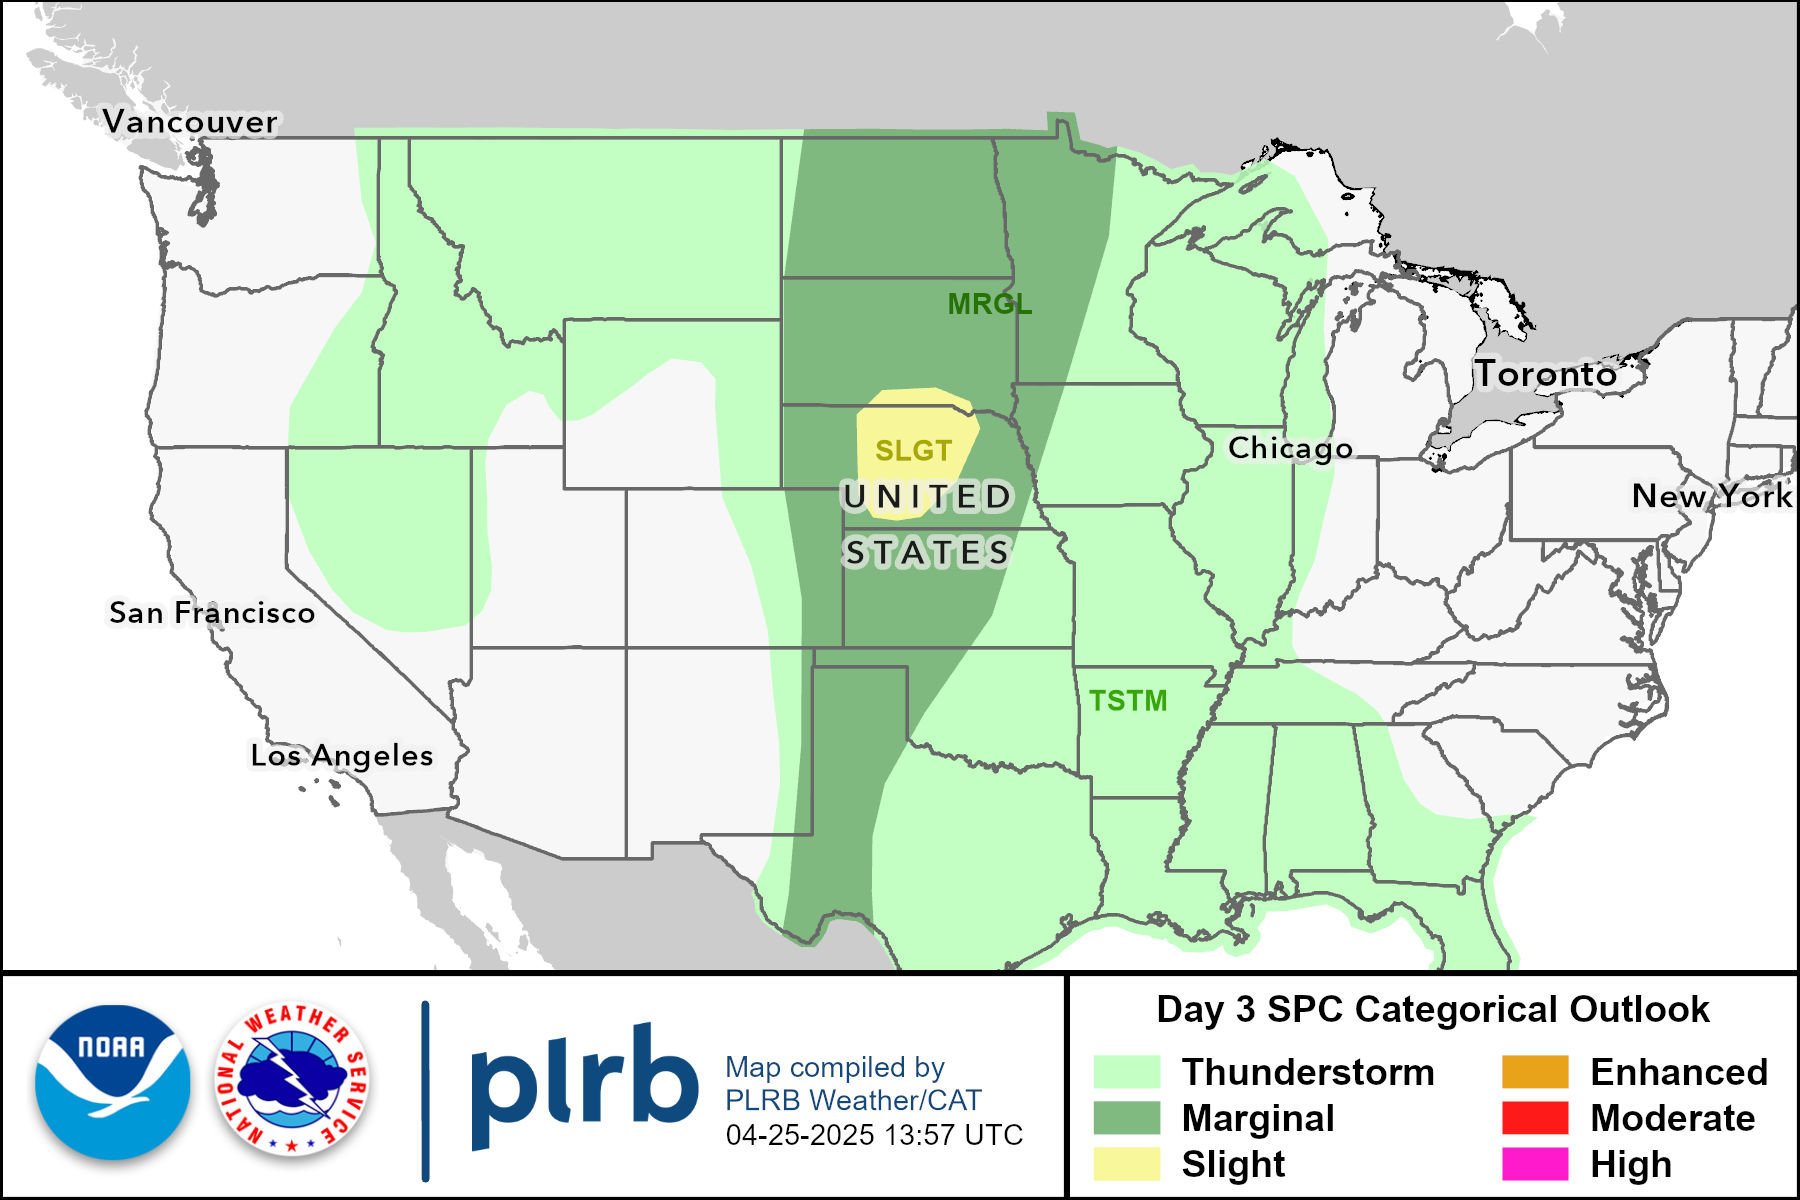 Vancouver
MRGL
Toronto
SLGT
Chicago
UNITED
New York
STATES
San Francisco
TSTM
Los Angeles
NOAA
NATIONAL WEATHER SERVICE
plrb
Map compiled by
PLRB Weather/CAT
04-25-2025 13:57 UTC
Day 3 SPC Categorical Outlook
Thunderstorm
Enhanced
Marginal
Moderate
Slight
High